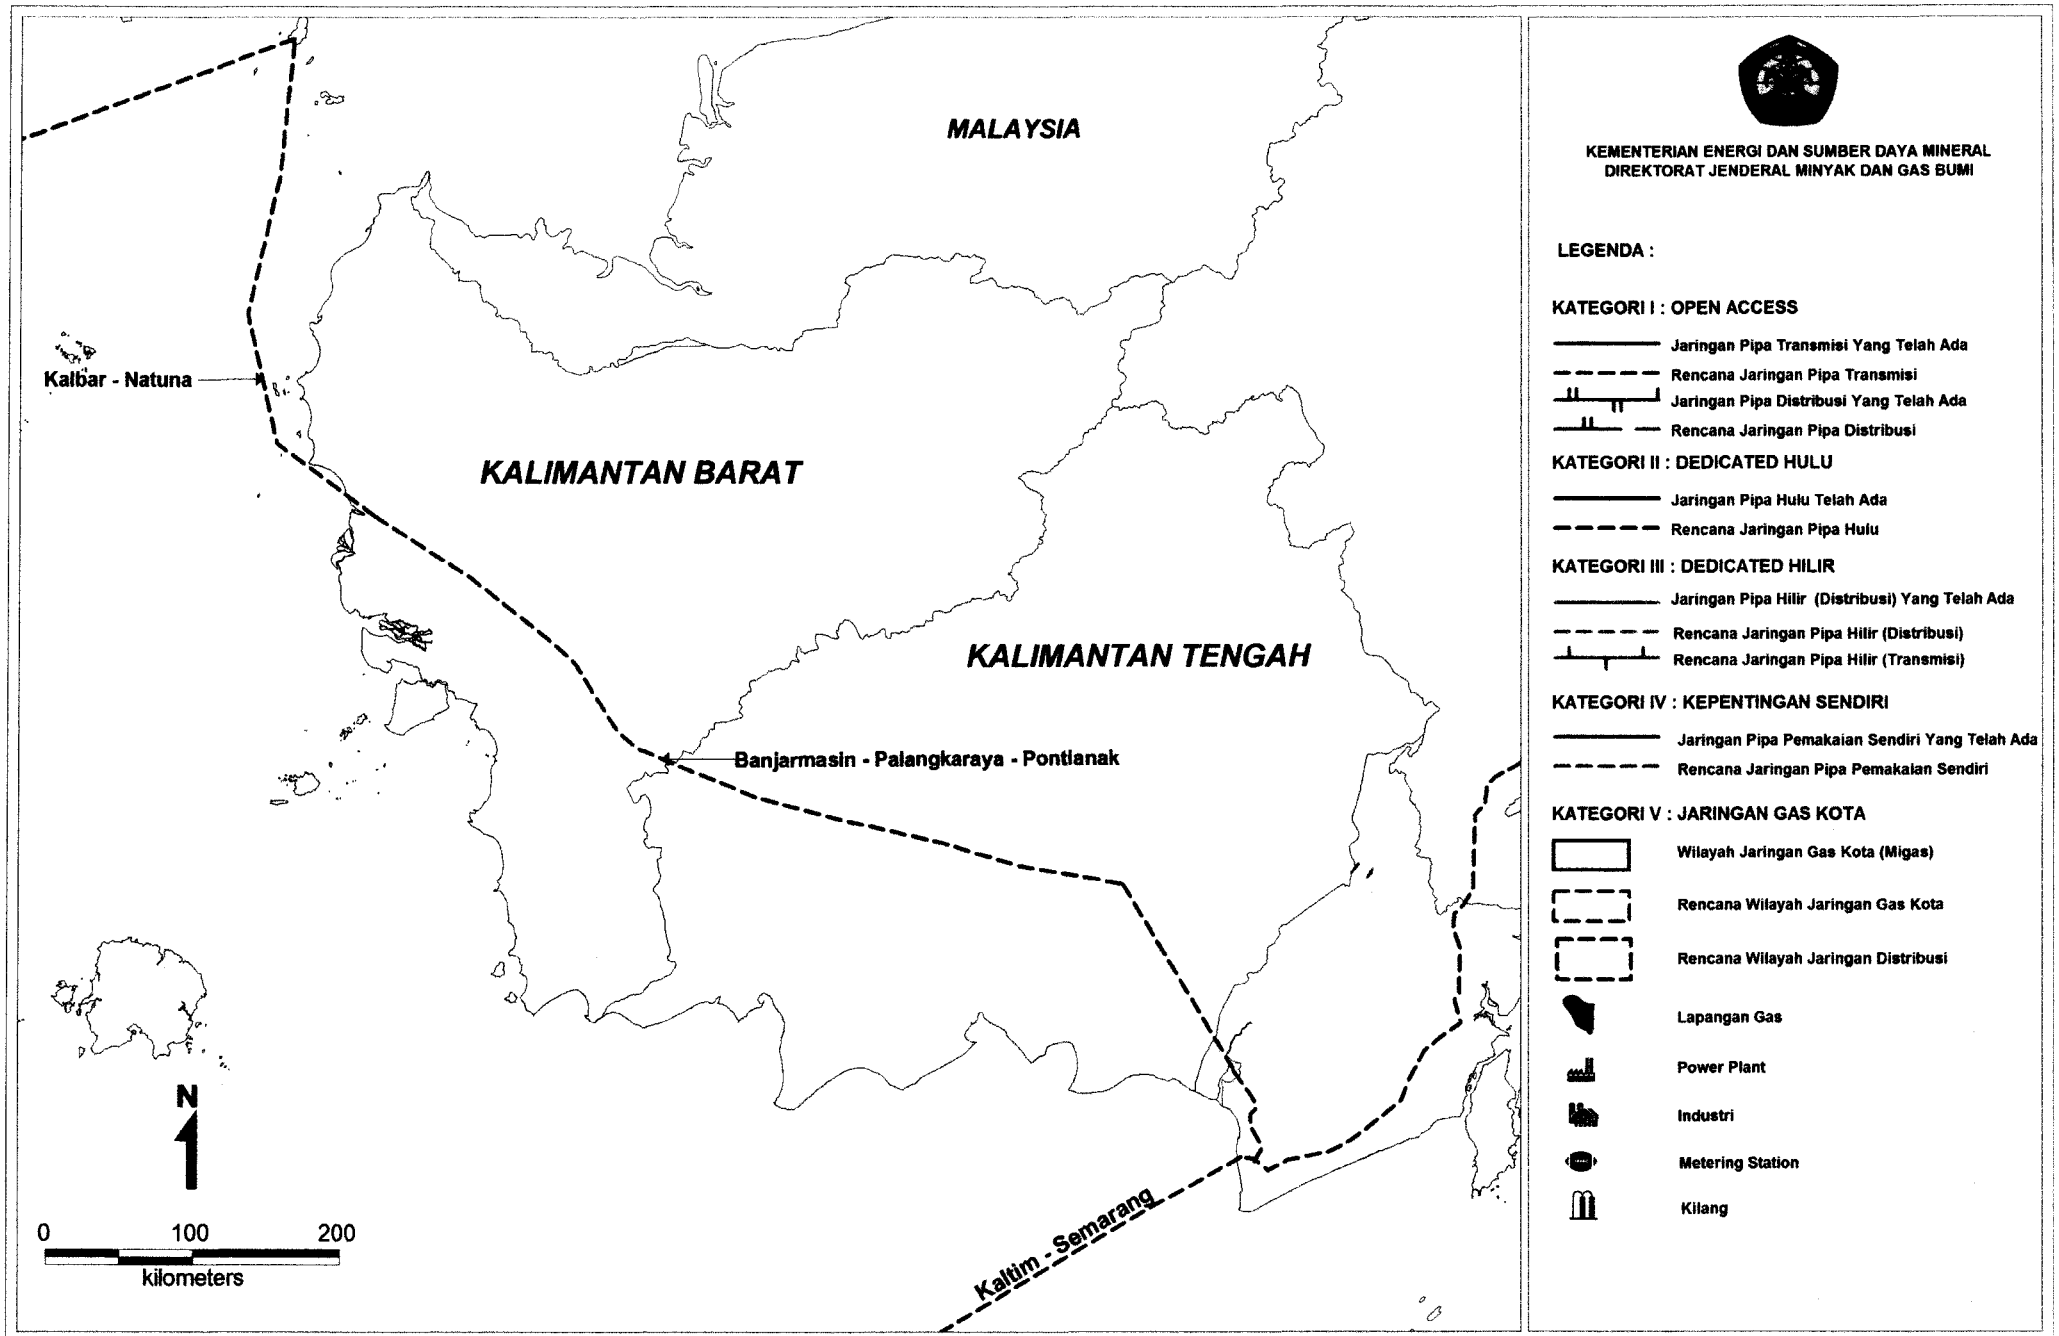 MALAYSIA
Kalbar - Natuna
KALIMANTAN BARAT
KALIMANTAN TENGAH
Banjarmasin - Palangkaraya - Pontianak
Kaltim - Semarang
N
0 100 200
kilometers
KEMENTERIAN ENERGI DAN SUMBER DAYA MINERAL
DIREKTORAT JENDERAL MINYAK DAN GAS BUMI
LEGENDA :
KATEGORI I : OPEN ACCESS
Jaringan Pipa Transmisi Yang Telah Ada
Rencana Jaringan Pipa Transmisi
Jaringan Pipa Distribusi Yang Telah Ada
Rencana Jaringan Pipa Distribusi
KATEGORI II : DEDICATED HULU
Jaringan Pipa Hulu Telah Ada
Rencana Jaringan Pipa Hulu
KATEGORI III : DEDICATED HILIR
Jaringan Pipa Hilir (Distribusi) Yang Telah Ada
Rencana Jaringan Pipa Hilir (Distribusi)
Rencana Jaringan Pipa Hilir (Transmisi)
KATEGORI IV : KEPENTINGAN SENDIRI
Jaringan Pipa Pemakaian Sendiri Yang Telah Ada
Rencana Jaringan Pipa Pemakaian Sendiri
KATEGORI V : JARINGAN GAS KOTA
Wilayah Jaringan Gas Kota (Migas)
Rencana Wilayah Jaringan Gas Kota
Rencana Wilayah Jaringan Distribusi
Lapangan Gas
Power Plant
Industri
Metering Station
Kilang